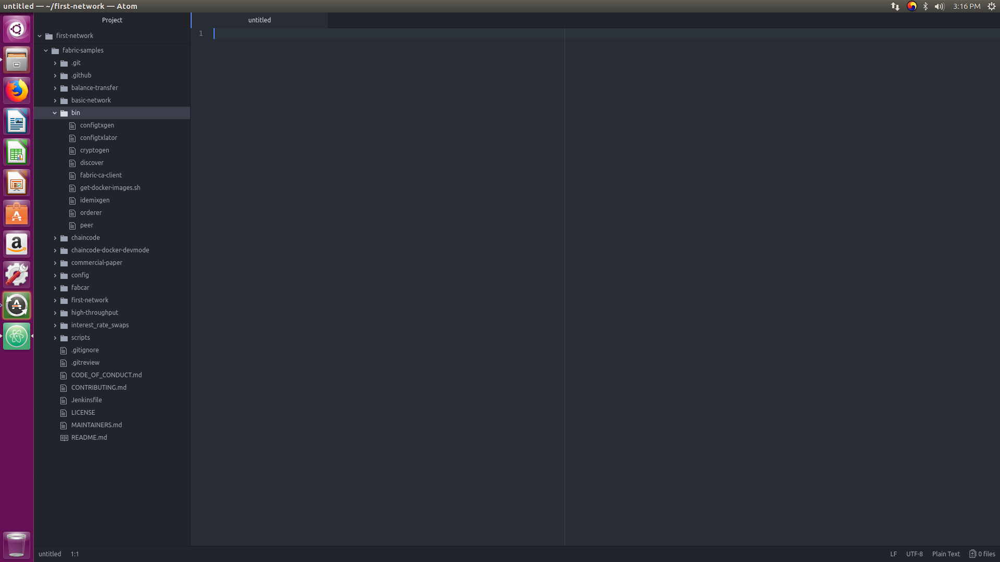 untitled — ~/first-network — Atom
3:16 PM
Project
untitled
first-network
1
fabric-samples
.git
.github
balance-transfer
basic-network
bin
configtxgen
configtxlator
cryptogen
discover
fabric-ca-client
get-docker-images.sh
idemixgen
orderer
peer
chaincode
chaincode-docker-devmode
commercial-paper
config
fabcar
first-network
high-throughput
interest_rate_swaps
scripts
.gitignore
.gitreview
CODE_OF_CONDUCT.md
CONTRIBUTING.md
Jenkinsfile
LICENSE
MAINTAINERS.md
README.md
untitled 1:1
LF UTF-8 Plain Text 0 files